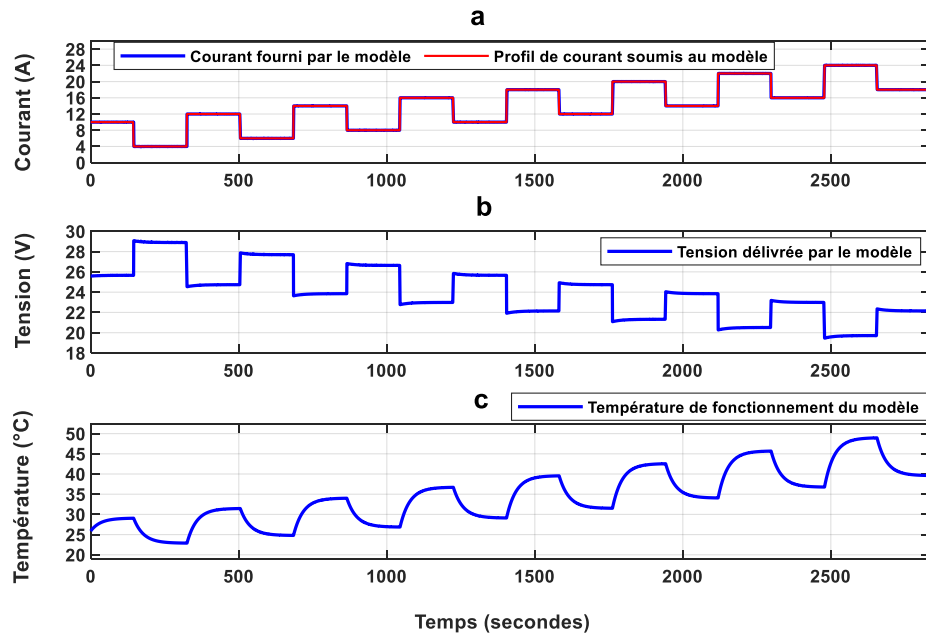 a
Courant fourni par le modèle
Profil de courant soumis au modèle
Courant (A)
28
24
20
16
12
8
4
0
0 500 1000 1500 2000 2500
b
Tension délivrée par le modèle
Tension (V)
30
28
26
24
22
20
18
0 500 1000 1500 2000 2500
c
Température de fonctionnement du modèle
Température (°C)
50
45
40
35
30
25
20
0 500 1000 1500 2000 2500
Temps (secondes)